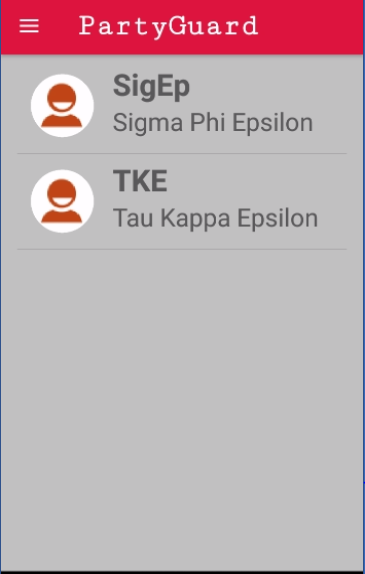 PartyGuard
SigEp
Sigma Phi Epsilon
TKE
Tau Kappa Epsilon